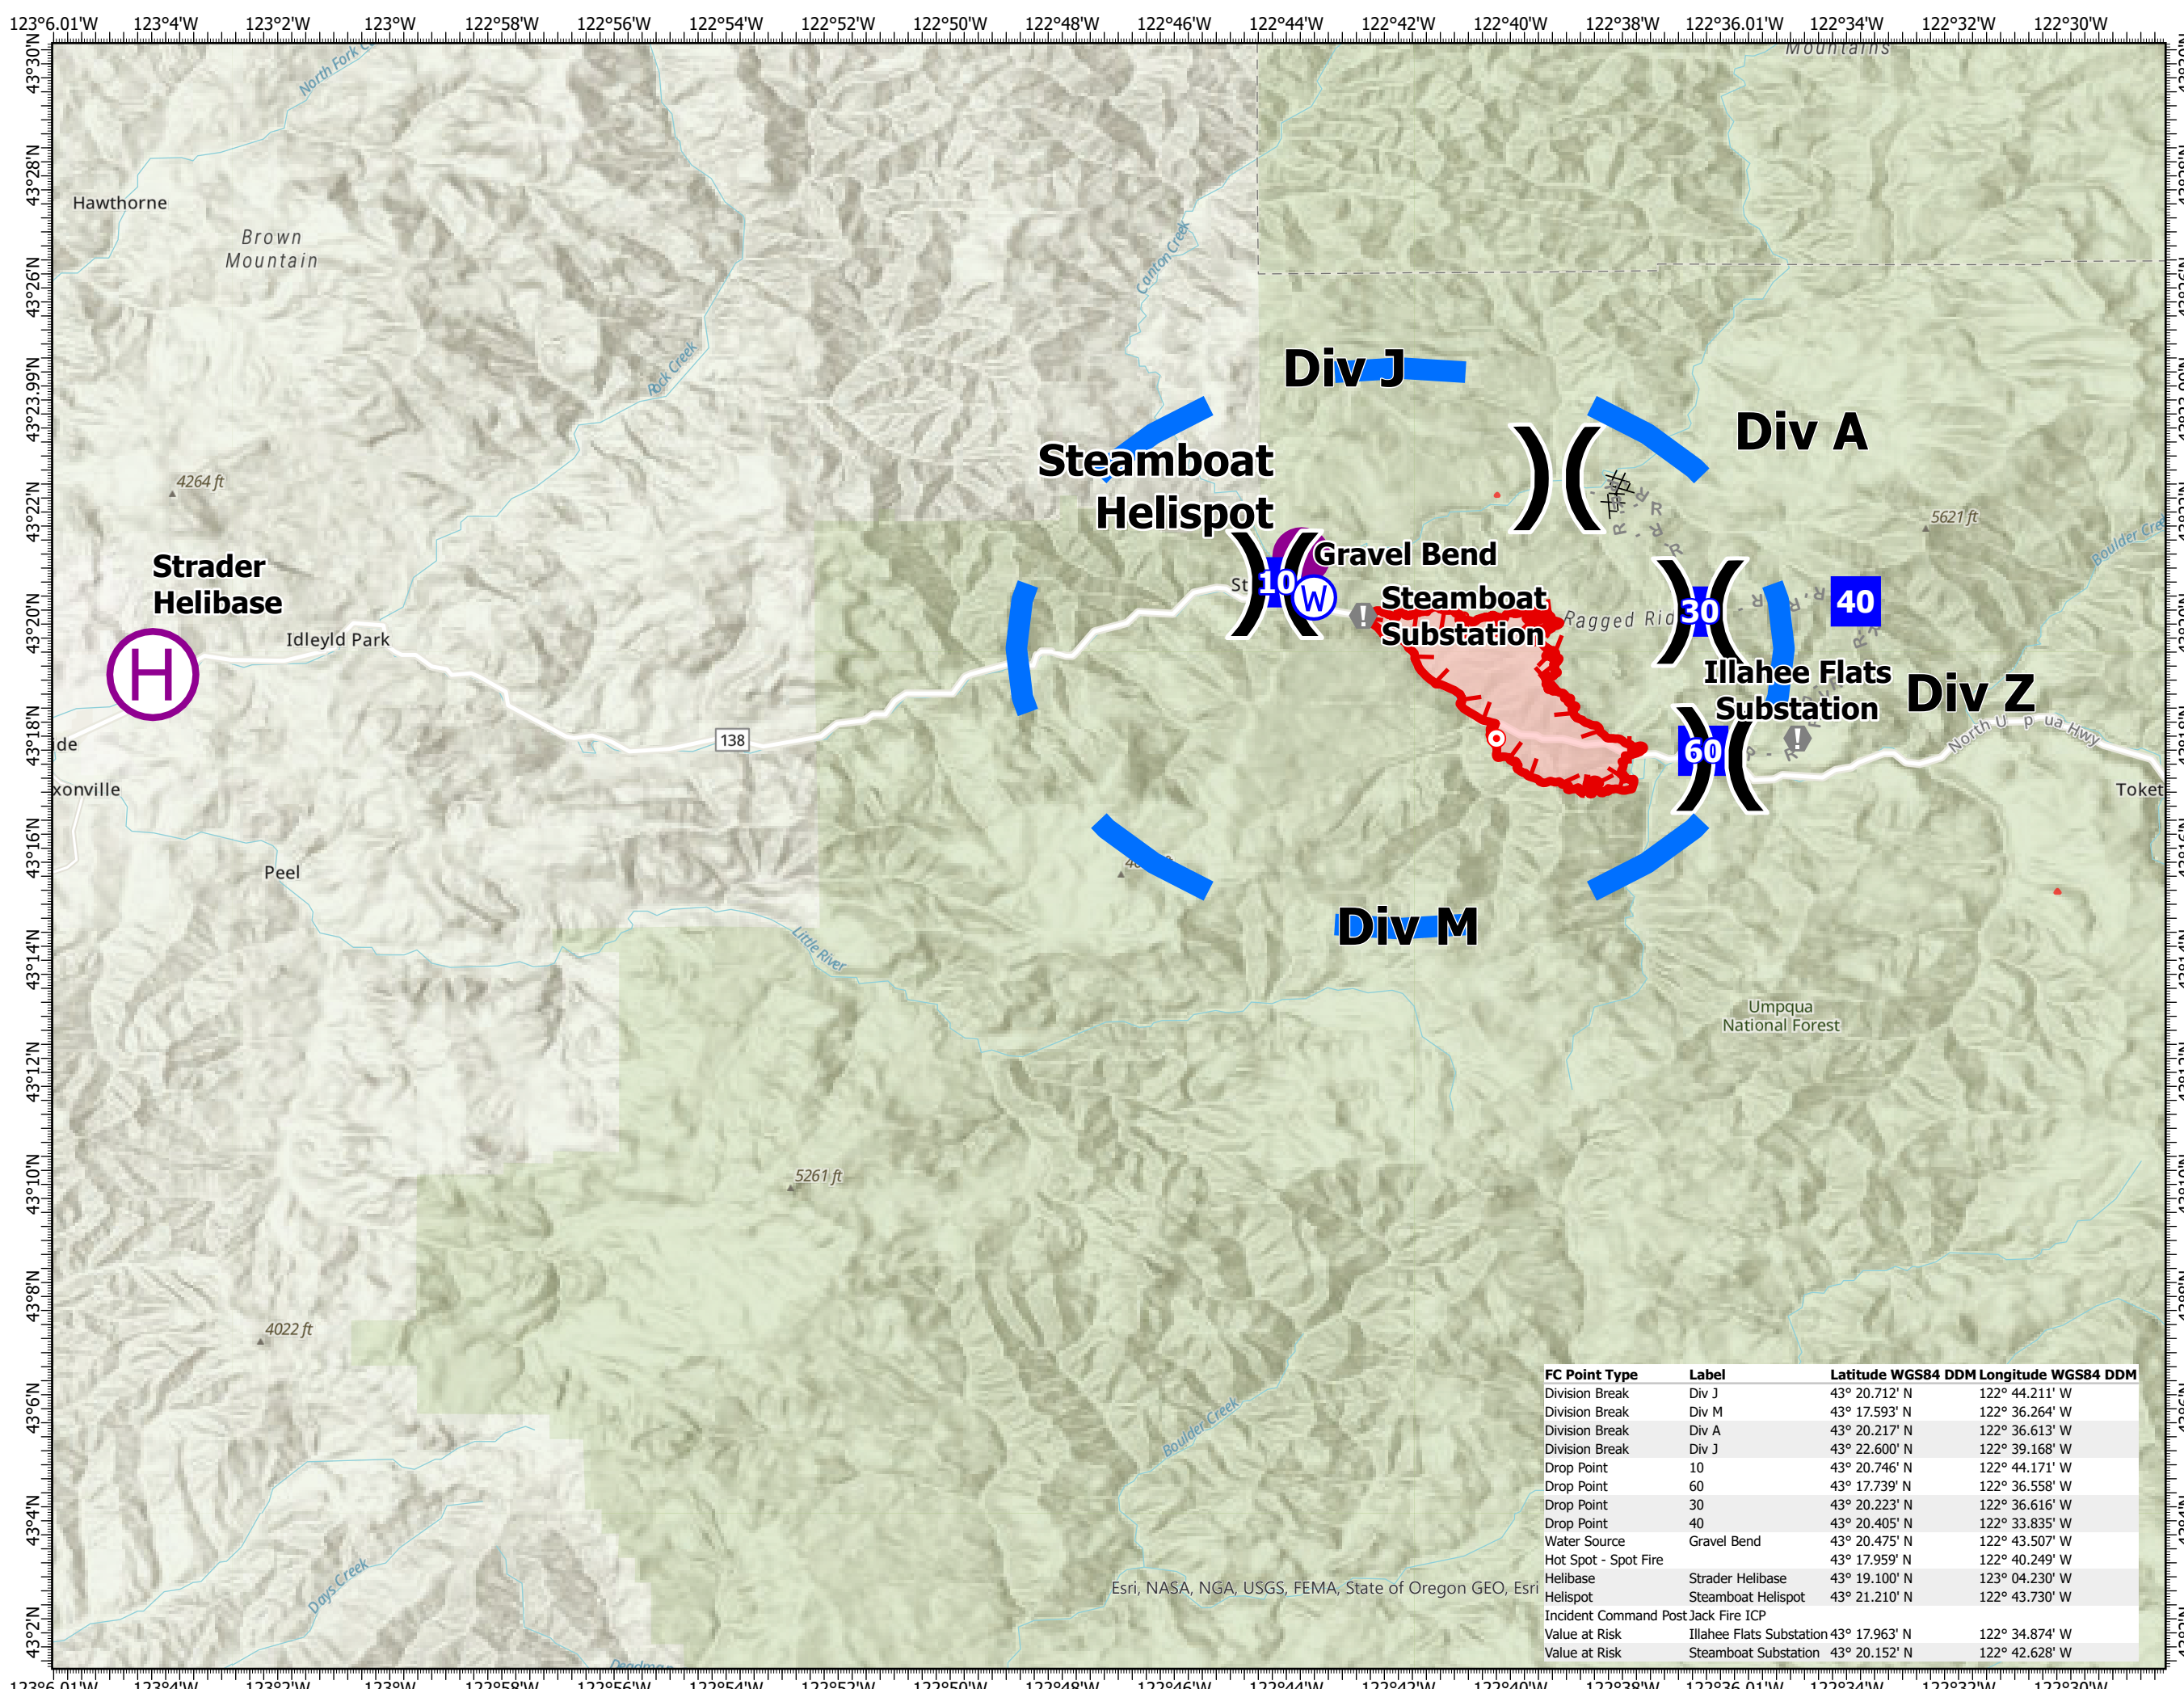 123°6.01'W 123°4'W 123°2'W 123°W 122°58'W 122°56'W 122°54'W 122°52'W 122°50'W 122°48'W 122°46'W 122°44'W 122°42'W 122°40'W 122°38'W 122°36.01'W 122°34'W 122°32'W 122°30'W
43°30'N
43°28'N
43°26'N
43°23.99'N
43°22'N
43°20'N
43°18'N
43°16'N
43°14'N
43°12'N
43°10'N
43°8'N
43°6'N
43°4'N
43°2'N
North Fork
Mountains
Hawthorne
Brown
Mountain
Canton Creek
Rock Creek
Div J
Div A
Steamboat
Helispot
4264 ft
5621 ft
Boulder
Strader
Helibase
Gravel Bend
St
10
W
Steamboat
Substation
Ragged Rid
30
40
Idleyld Park
H
Illahee Flats
Substation
Div Z
138
60
North U p ua Hwy
ide
xonville
Toket
Peel
Div M
Little River
Umpqua
National Forest
5261 ft
4022 ft
Boulder Creek
Days Creek
Deadman
Esri, NASA, NGA, USGS, FEMA, State of Oregon GEO, Esri
FC Point Type Label Latitude WGS84 DDM Longitude WGS84 DDM
Division Break Div J 43° 20.712' N 122° 44.211' W
Division Break Div M 43° 17.593' N 122° 36.264' W
Division Break Div A 43° 20.217' N 122° 36.613' W
Division Break Div J 43° 22.600' N 122° 39.168' W
Drop Point 10 43° 20.746' N 122° 44.171' W
Drop Point 60 43° 17.739' N 122° 36.558' W
Drop Point 30 43° 20.223' N 122° 36.616' W
Drop Point 40 43° 20.405' N 122° 33.835' W
Water Source Gravel Bend 43° 20.475' N 122° 43.507' W
Hot Spot - Spot Fire 43° 17.959' N 122° 40.249' W
Helibase Strader Helibase 43° 19.100' N 123° 04.230' W
Helispot Steamboat Helispot 43° 21.210' N 122° 43.730' W
Incident Command Post Jack Fire ICP
Value at Risk Illahee Flats Substation 43° 17.963' N 122° 34.874' W
Value at Risk Steamboat Substation 43° 20.152' N 122° 42.628' W